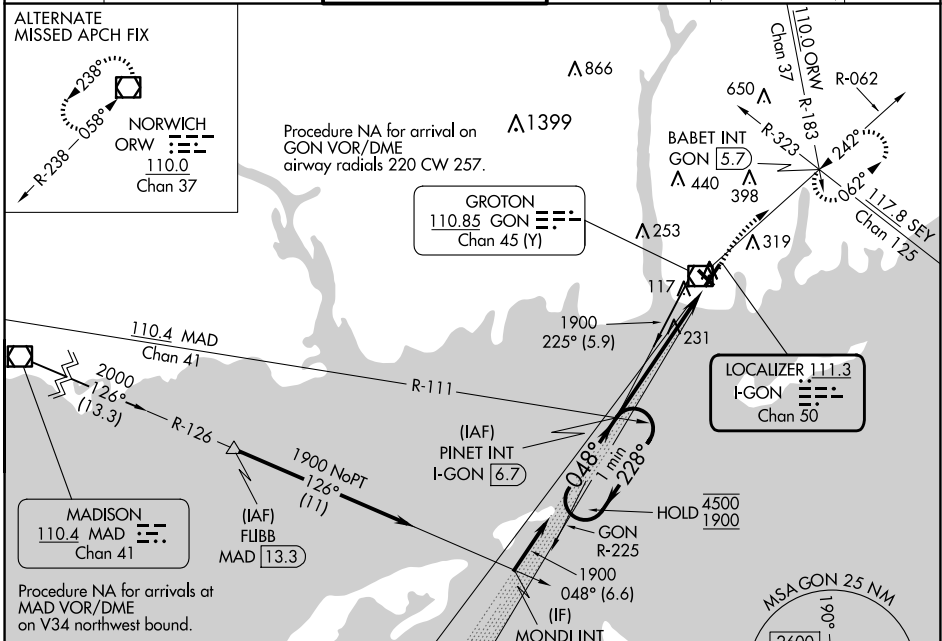 ALTERNATE
MISSED APCH FIX
238°
R-238
058°
NORWICH
ORW
110.0
Chan 37
Procedure NA for arrival on
GON VOR/DME
airway radials 220 CW 257.
866
1399
110.0 ORW
Chan 37
R-183
R-062
650
R-323
BABET INT
GON 5.7
440
398
242°
062°
117.8 SEY
Chan 125
GROTON
110.85 GON
Chan 45 (Y)
253
319
117
231
1900
225° (5.9)
LOCALIZER 111.3
I-GON
Chan 50
110.4 MAD
Chan 41
R-111
2000
126°
(13.3)
R-126
1900 NoPT
126°
(11)
(IAF)
PINET INT
I-GON 6.7
048°
1 min
228°
HOLD 4500
1900
GON
R-225
(IAF)
FLIBB
MAD 13.3
MADISON
110.4 MAD
Chan 41
1900
048° (6.6)
(IF)
MONDI INT
Procedure NA for arrivals at
MAD VOR/DME
on V34 northwest bound.
MSA GON 25 NM
190°
2600